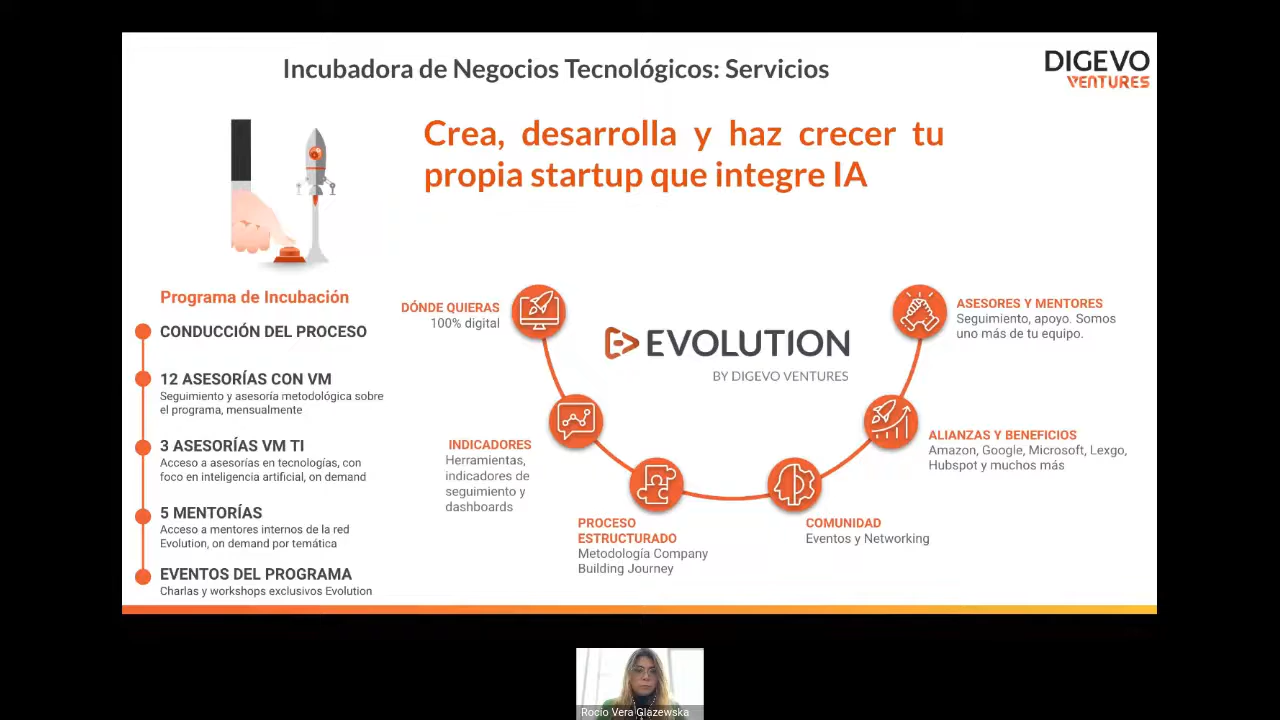 Incubadora de Negocios Tecnológicos: Servicios
DIGEVO
VENTURES
Crea, desarrolla y haz crecer tu
propia startup que integre IA
Programa de Incubación
CONDUCCIÓN DEL PROCESO
12 ASESORÍAS CON VM
Seguimiento y asesoría metodológica sobre
el programa, mensualmente
3 ASESORÍAS VM TI
Acceso a asesorías en tecnologías, con
foco en inteligencia artificial, on demand
5 MENTORÍAS
Acceso a mentores internos de la red
Evolution, on demand por temática
EVENTOS DEL PROGRAMA
Charlas y workshops exclusivos Evolution
DÓNDE QUIERAS
100% digital
INDICADORES
Herramientas,
indicadores de
seguimiento y
dashboards
PROCESO
ESTRUCTURADO
Metodología Company
Building Journey
EVOLUTION
BY DIGEVO VENTURES
COMUNIDAD
Eventos y Networking
ALIANZAS Y BENEFICIOS
Amazon, Google, Microsoft, Lexgo,
Hubspot y muchos más
ASESORES Y MENTORES
Seguimiento, apoyo. Somos
uno más de tu equipo.
Rocío Vera Glazewska